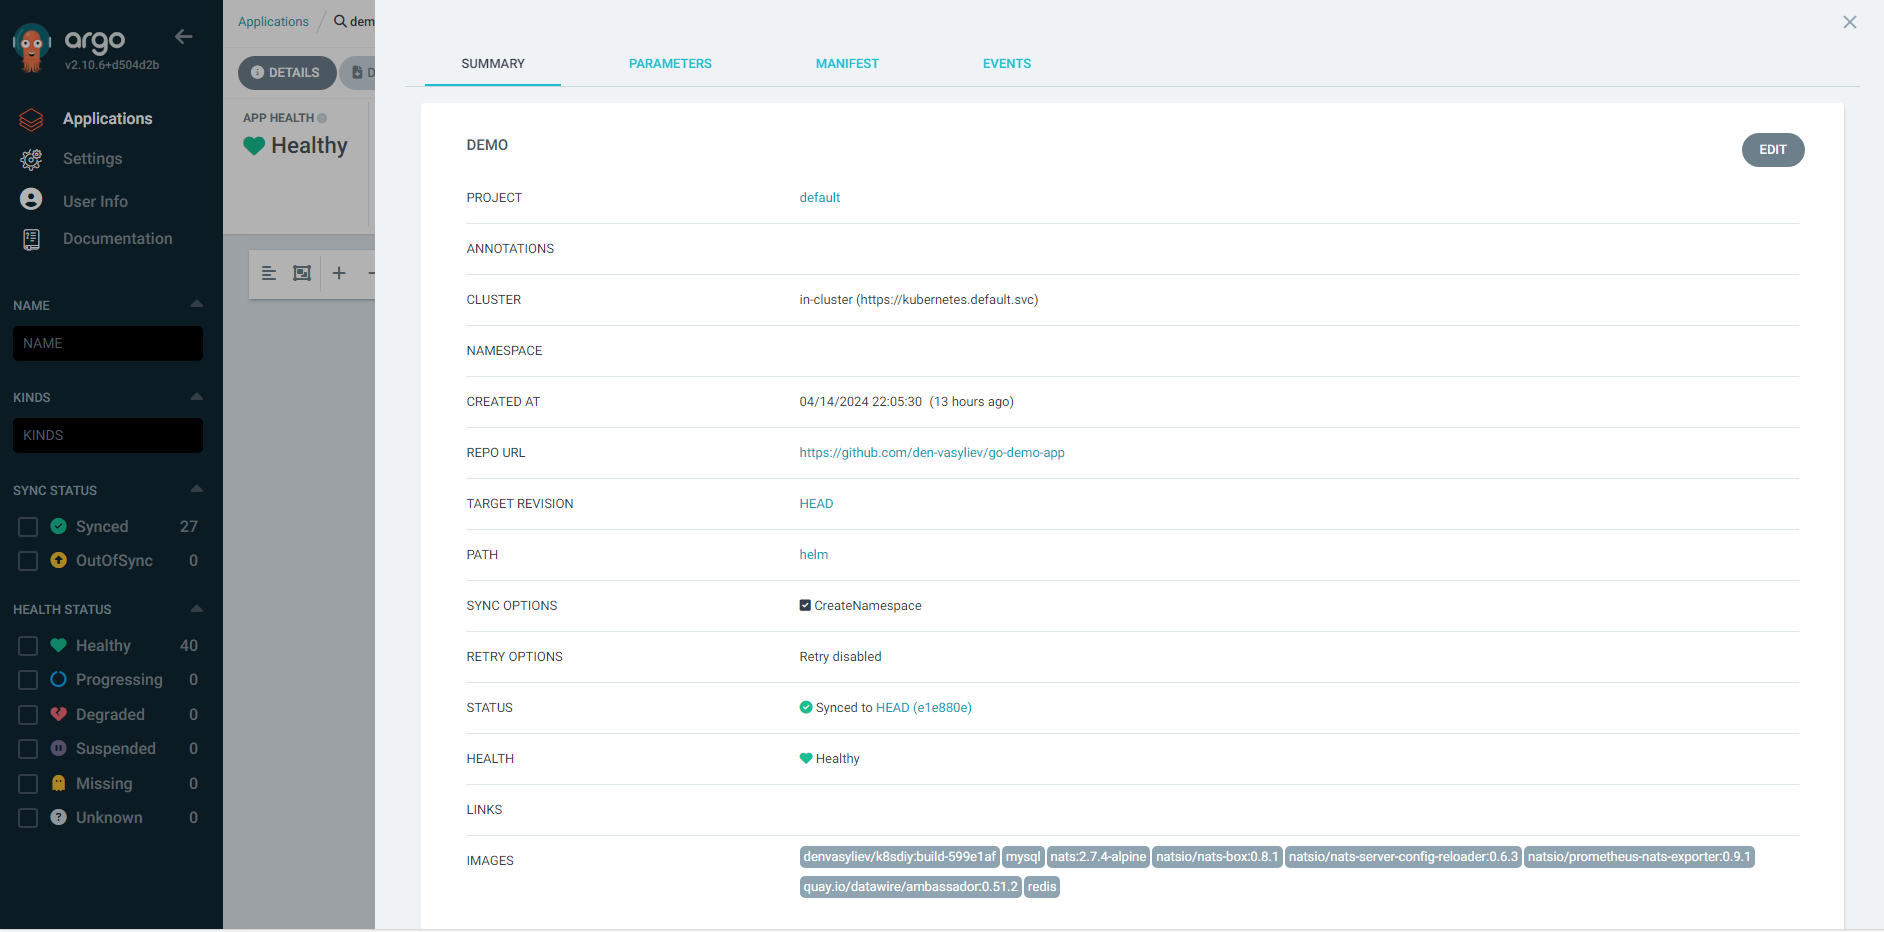 argo
v2.10.6+d504d2b
Applications
Settings
User Info
Documentation
NAME
NAME
KINDS
KINDS
SYNC STATUS
Synced 27
OutOfSync 0
HEALTH STATUS
Healthy 40
Progressing 0
Degraded 0
Suspended 0
Missing 0
Unknown 0
Applications / dem
DETAILS D
APP HEALTH
Healthy
SUMMARY PARAMETERS MANIFEST EVENTS
DEMO
EDIT
PROJECT default
ANNOTATIONS
CLUSTER in-cluster (https://kubernetes.default.svc)
NAMESPACE
CREATED AT 04/14/2024 22:05:30 (13 hours ago)
REPO URL https://github.com/den-vasyliev/go-demo-app
TARGET REVISION HEAD
PATH helm
SYNC OPTIONS CreateNamespace
RETRY OPTIONS Retry disabled
STATUS Synced to HEAD (e1e880e)
HEALTH Healthy
LINKS
IMAGES denvasyliev/k8sdiy:build-599e1af mysql nats:2.7.4-alpine natsio/nats-box:0.8.1 natsio/nats-server-config-reloader:0.6.3 natsio/prometheus-nats-exporter:0.9.1
quay.io/datawire/ambassador:0.51.2 redis